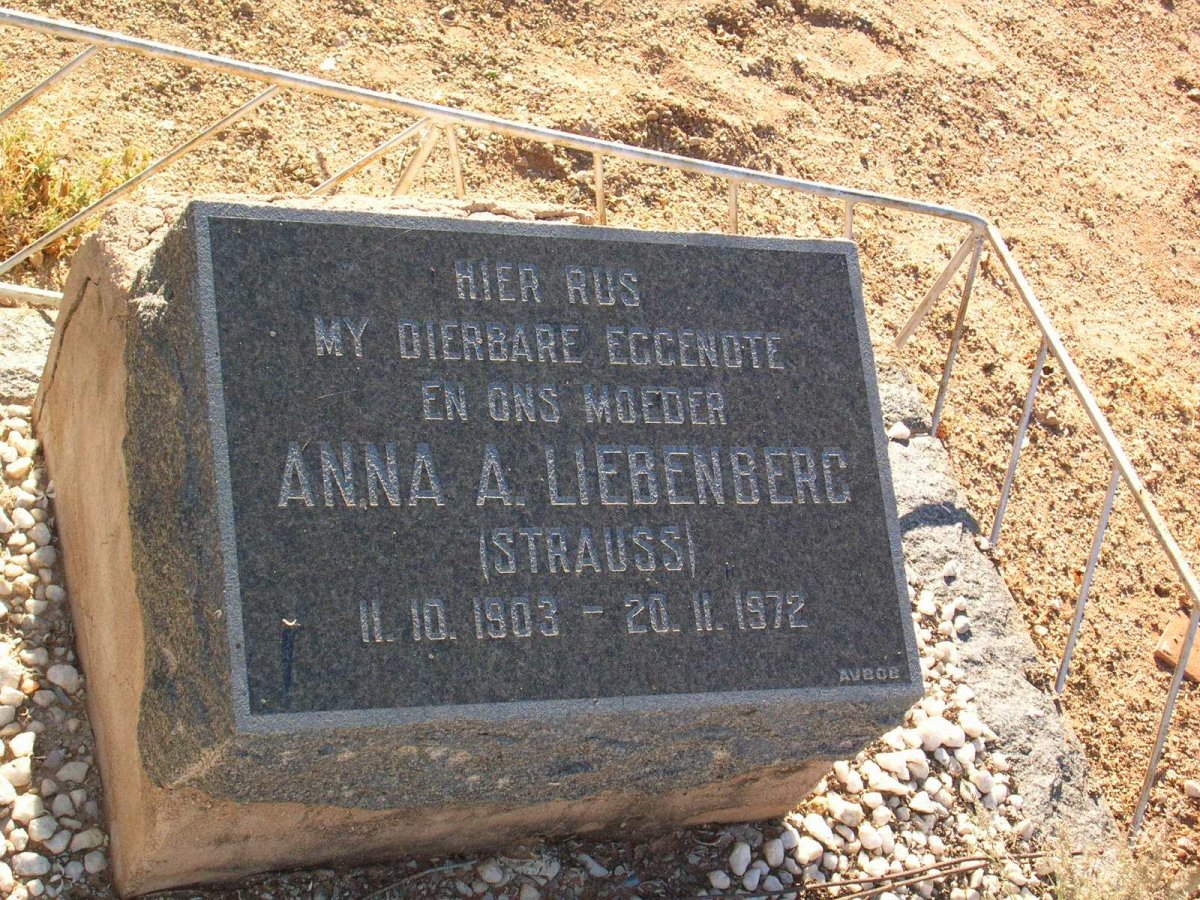 HIER RUS
MY DIERBARE EGGENOTE
EN ONS MOEDER
ANNA A. LIEBENBERG
(STRAUSS)
11. 10. 1903 - 20. 11. 1972
AVBOB